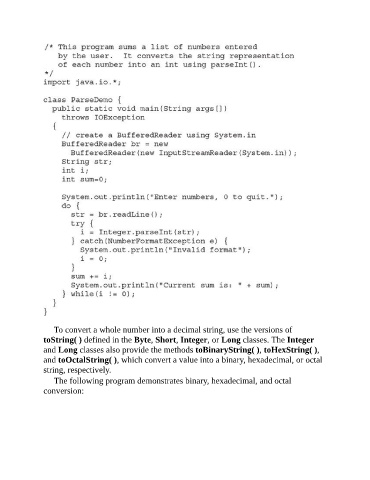 /* This program sums a list of numbers entered
by the user. It converts the string representation
of each number into an int using parseInt().
*/
import java.io.*;
class ParseDemo {
public static void main(String args[])
throws IOException
{
// create a BufferedReader using System.in
BufferedReader br = new
BufferedReader(new InputStreamReader(System.in));
String str;
int i;
int sum=0;
System.out.println("Enter numbers, 0 to quit.");
do {
str = br.readLine();
try {
i = Integer.parseInt(str);
} catch(NumberFormatException e) {
System.out.println("Invalid format");
i = 0;
}
sum += i;
System.out.println("Current sum is: " + sum);
} while(i != 0);
}
}
To convert a whole number into a decimal string, use the versions of
toString( ) defined in the Byte, Short, Integer, or Long classes. The Integer
and Long classes also provide the methods toBinaryString( ), toHexString( ),
and toOctalString( ), which convert a value into a binary, hexadecimal, or octal
string, respectively.
The following program demonstrates binary, hexadecimal, and octal
conversion: